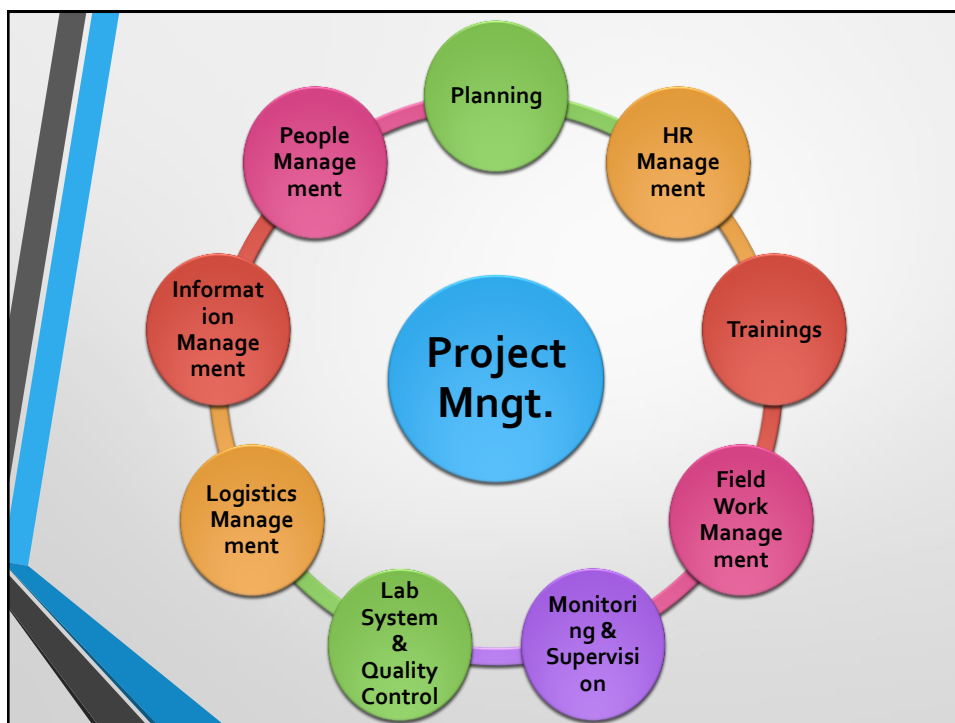 Planning
HR
Manage
ment
Trainings
Field
Work
Manage
ment
Monitori
ng &
Supervisi
on
Lab
System
&
Quality
Control
Logistics
Manage
ment
Informat
ion
Manage
ment
People
Manage
ment
Project
Mngt.